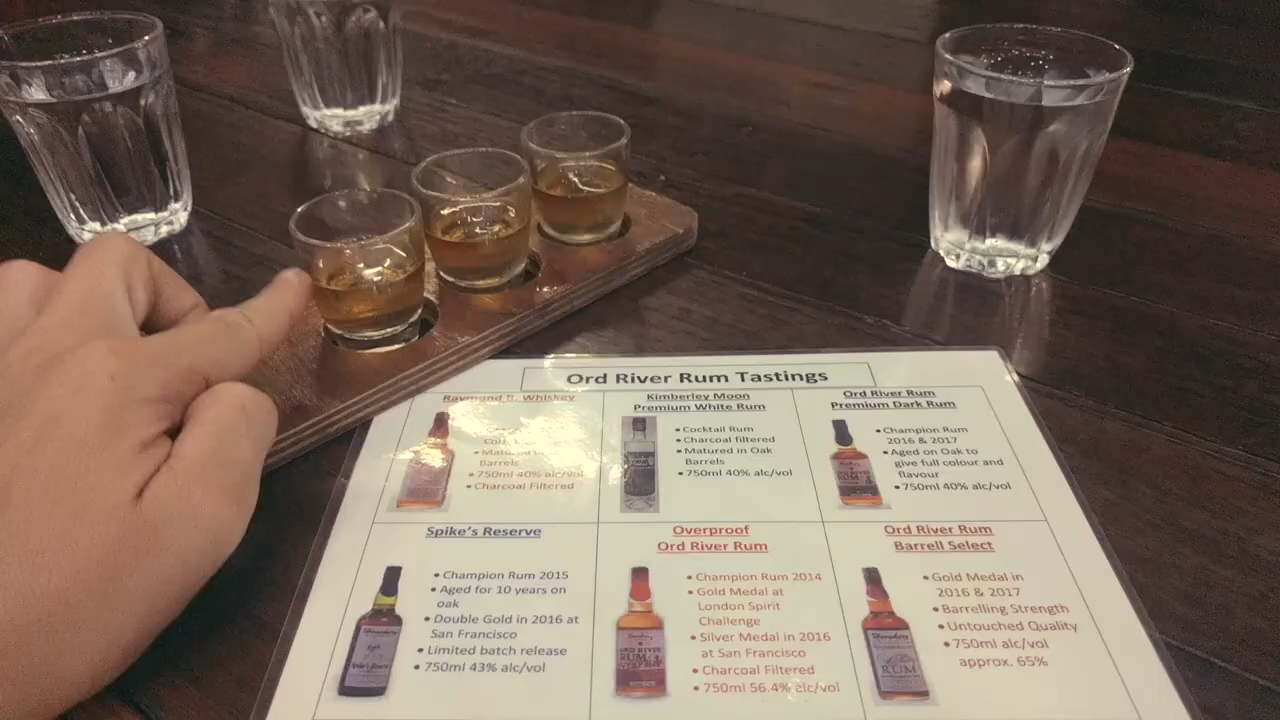 Ord River Rum Tastings
Raymond B. Whiskey
Matured in
Barrels
750ml 40% alc/vol
Charcoal Filtered
Kimberley Moon
Premium White Rum
Cocktail Rum
Charcoal filtered
Matured in Oak
Barrels
750ml 40% alc/vol
Ord River Rum
Premium Dark Rum
Champion Rum
2016 & 2017
Aged on Oak to
give full colour and
flavour
750ml 40% alc/vol
Spike's Reserve
Champion Rum 2015
Aged for 10 years on
oak
Double Gold in 2016 at
San Francisco
Limited batch release
750ml 43% alc/vol
Overproof
Ord River Rum
Champion Rum 2014
Gold Medal at
London Spirit
Challenge
Silver Medal in 2016
at San Francisco
Charcoal Filtered
750ml 56.4% alc/vol
Ord River Rum
Barrell Select
Gold Medal in
2016 & 2017
Barrelling Strength
Untouched Quality
750ml alc/vol
approx. 65%